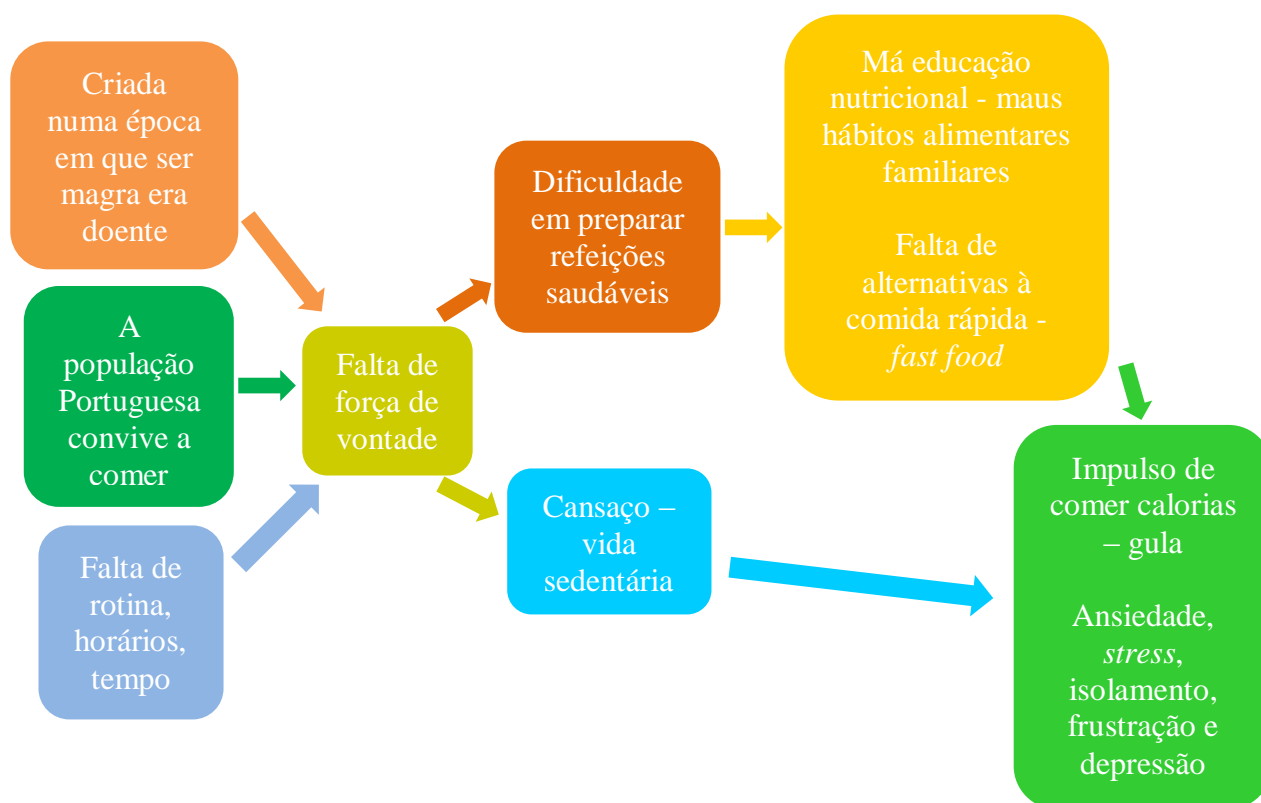 Criada
numa época
em que ser
magra era
doente
A
população
Portuguesa
convive a
comer
Falta de
rotina,
horários,
tempo
Falta de
força de
vontade
Dificuldade
em preparar
refeições
saudáveis
Cansaço –
vida
sedentária
Má educação
nutricional - maus
hábitos alimentares
familiares
Falta de
alternativas à
comida rápida -
fast food
Impulso de
comer calorias
– gula
Ansiedade,
stress,
isolamento,
frustração e
depressão